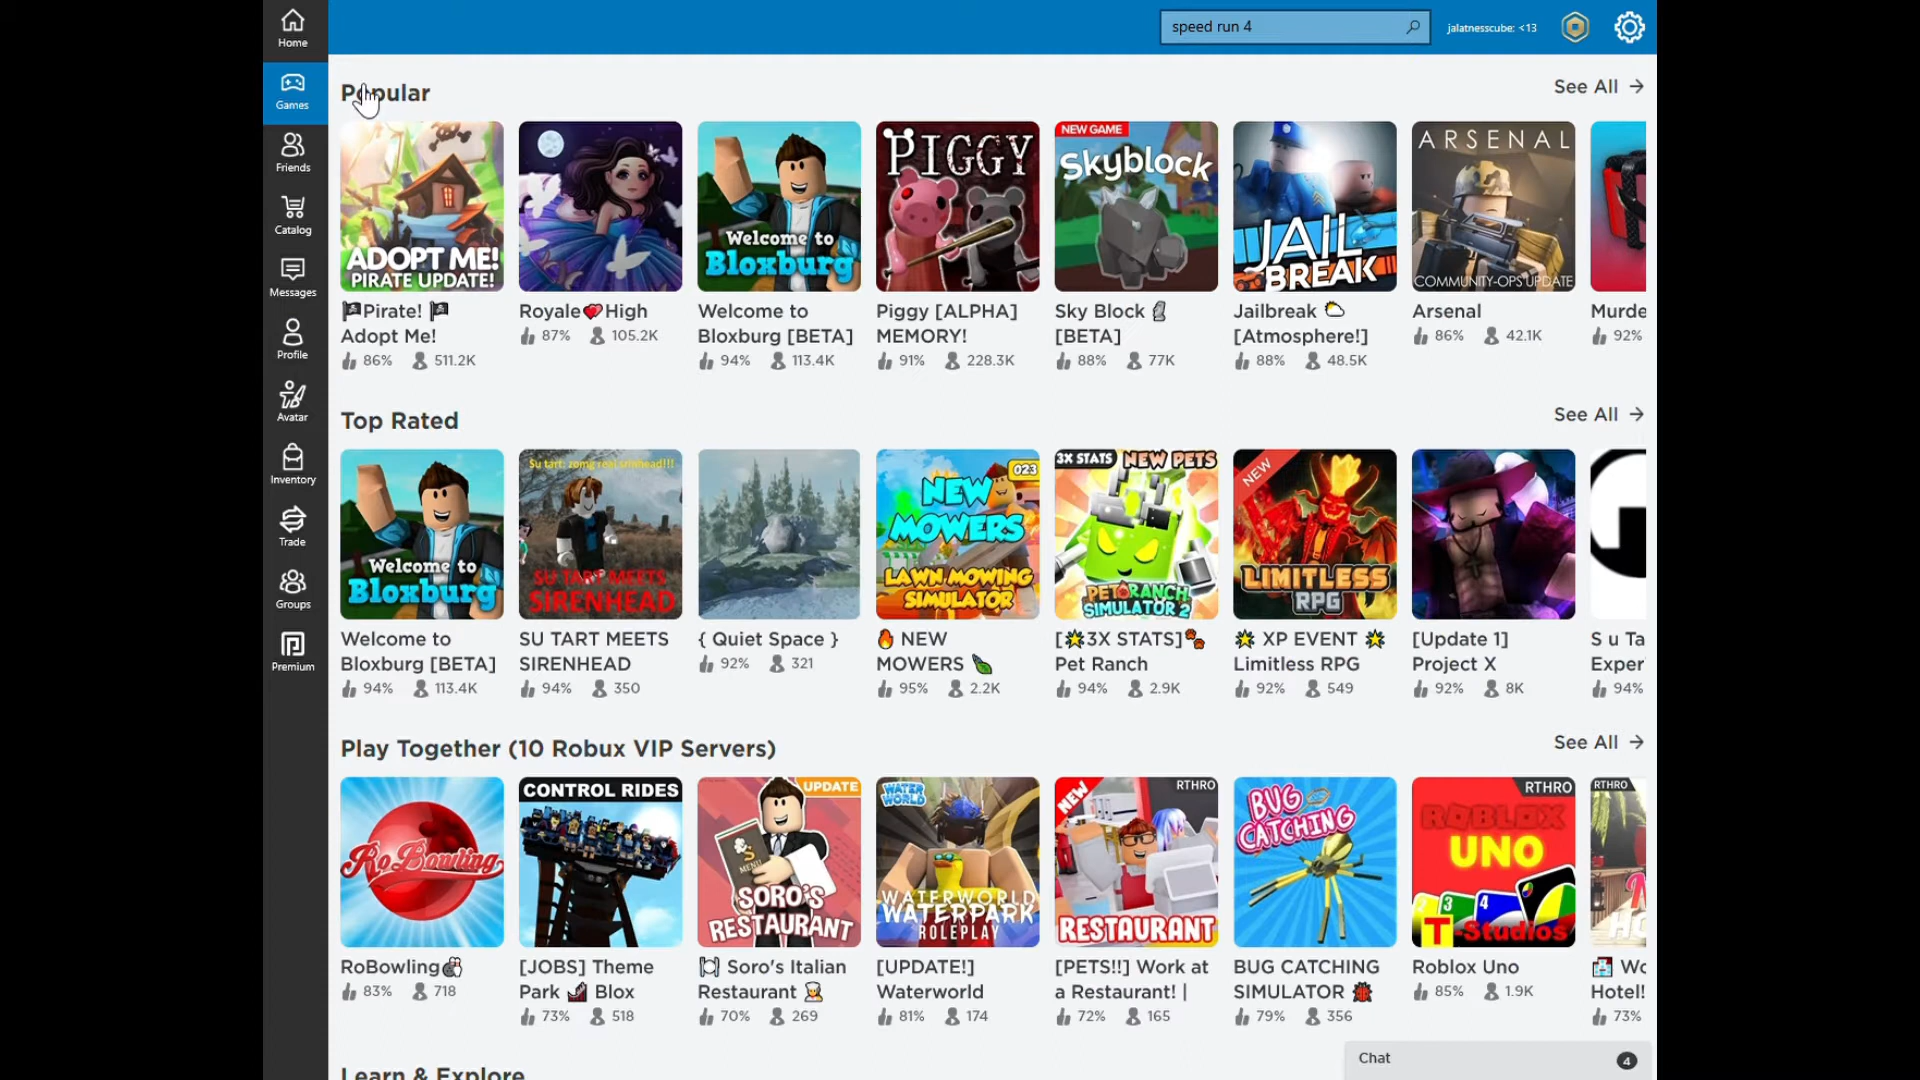 Home
speed run 4
jalatnesscube: <13
Games
Friends
Catalog
Messages
Profile
Avatar
Inventory
Trade
Groups
Premium
Popular
See All →
ADOPT ME!
PIRATE UPDATE!
Welcome to
Bloxburg
PIGGY
NEW GAME
Skyblock
JAIL
BREAK
ARSENAL
COMMUNITY-OPS UPDATE
🏴Pirate! 🏴
Adopt Me!
86% 511.2K
Royale💗High
87% 105.2K
Welcome to
Bloxburg [BETA]
94% 113.4K
Piggy [ALPHA]
MEMORY!
91% 228.3K
Sky Block 🗿
[BETA]
88% 77K
Jailbreak ⛅
[Atmosphere!]
88% 48.5K
Arsenal
86% 42.1K
Murde
92%
Top Rated
See All →
Welcome to
Bloxburg
Su tart: zomg real sirinhead!!!
SU TART MEETS
SIRENHEAD
023
NEW
MOWERS
LAWN MOWING
SIMULATOR
3X STATS NEW PETS
PET RANCH
SIMULATOR 2
NEW
LIMITLESS
RPG
Welcome to
Bloxburg [BETA]
94% 113.4K
SU TART MEETS
SIRENHEAD
94% 350
{ Quiet Space }
92% 321
🔥 NEW
MOWERS 🍃
95% 2.2K
[🌟3X STATS]🐾
Pet Ranch
94% 2.9K
🌟 XP EVENT 🌟
Limitless RPG
92% 549
[Update 1]
Project X
92% 8K
S u Ta
Exper
94%
Play Together (10 Robux VIP Servers)
See All →
RoBowling
CONTROL RIDES
UPDATE
MENU
SORO'S
RESTAURANT
WATER
WORLD
WATERWORLD
WATERPARK
ROLEPLAY
NEW
RTHRO
RESTAURANT
BUG
CATCHING
RTHRO
ROBLOX
UNO
T-Studios
RTHRO
RoBowling🎳
83% 718
[JOBS] Theme
Park 🎢 Blox
73% 518
🍽 Soro's Italian
Restaurant 👨‍🍳
70% 269
[UPDATE!]
Waterworld
81% 174
[PETS!!] Work at
a Restaurant! |
72% 165
BUG CATCHING
SIMULATOR 🐞
79% 356
Roblox Uno
85% 1.9K
🏩 Wo
Hotel!
73%
Learn & Explore
Chat
4